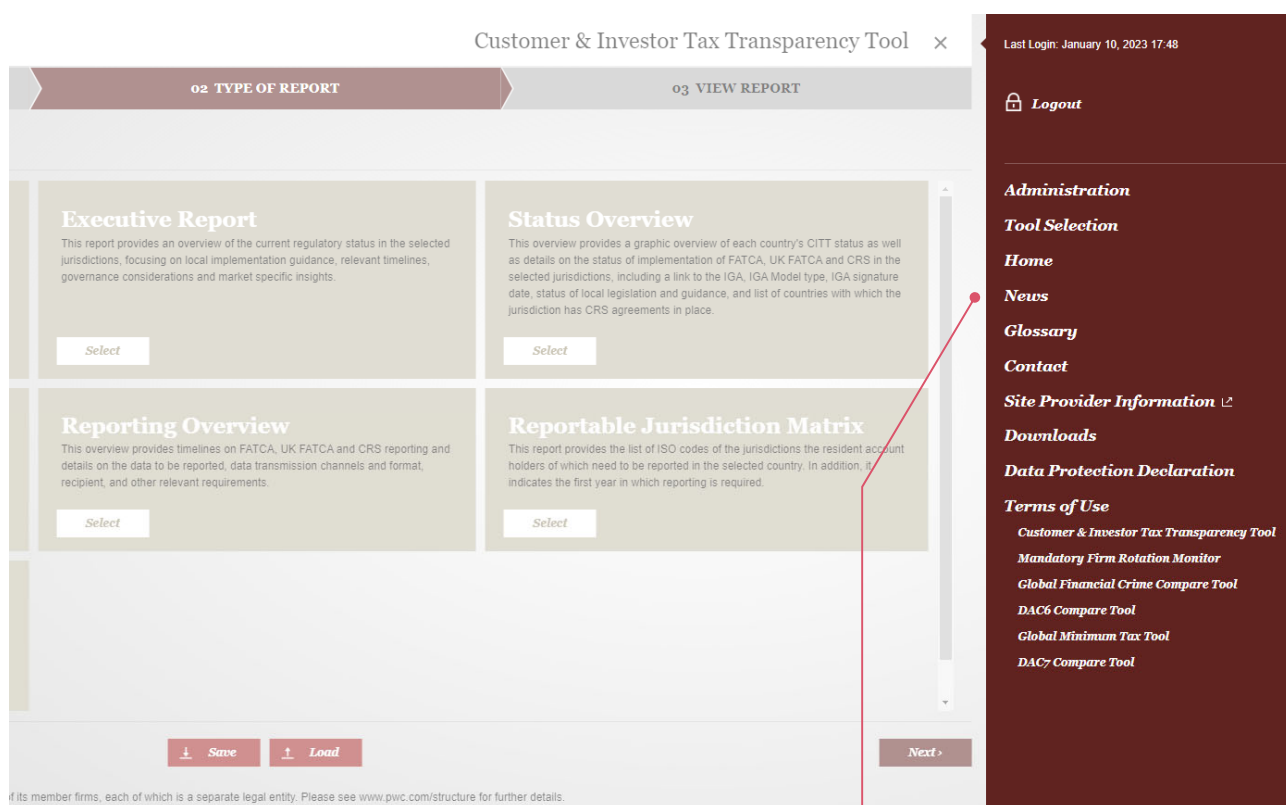 Customer & Investor Tax Transparency Tool
02 TYPE OF REPORT
03 VIEW REPORT
Executive Report
This report provides an overview of the current regulatory status in the selected
jurisdictions, focusing on local implementation guidance, relevant timelines,
governance considerations and market specific insights.
Select
Status Overview
This overview provides a graphic overview of each country's CITT status as well
as details on the status of implementation of FATCA, UK FATCA and CRS in the
selected jurisdictions, including a link to the IGA, IGA Model type, IGA signature
date, status of local legislation and guidance, and list of countries with which the
jurisdiction has CRS agreements in place.
Select
Reporting Overview
This overview provides timelines on FATCA, UK FATCA and CRS reporting and
details on the data to be reported, data transmission channels and format,
recipient, and other relevant requirements.
Select
Reportable Jurisdiction Matrix
This report provides the list of ISO codes of the jurisdictions the resident account
holders of which need to be reported in the selected country. In addition, it
indicates the first year in which reporting is required.
Select
Save
Load
Next ›
of its member firms, each of which is a separate legal entity. Please see www.pwc.com/structure for further details.
Last Login: January 10, 2023 17:48
Logout
Administration
Tool Selection
Home
News
Glossary
Contact
Site Provider Information
Downloads
Data Protection Declaration
Terms of Use
Customer & Investor Tax Transparency Tool
Mandatory Firm Rotation Monitor
Global Financial Crime Compare Tool
DAC6 Compare Tool
Global Minimum Tax Tool
DAC7 Compare Tool